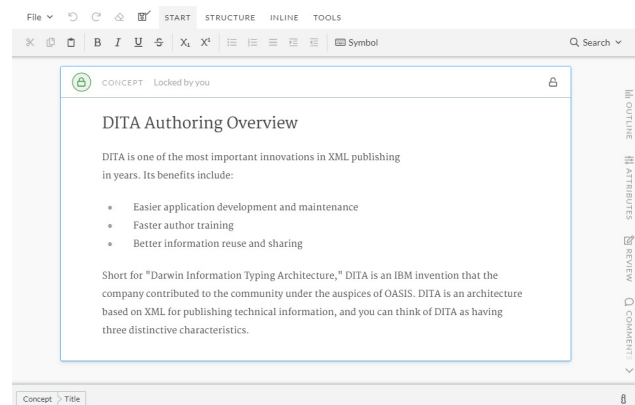 File START STRUCTURE INLINE TOOLS
B I U S X₁ X¹ Symbol Search
CONCEPT Locked by you
DITA Authoring Overview
DITA is one of the most important innovations in XML publishing
in years. Its benefits include:
Easier application development and maintenance
Faster author training
Better information reuse and sharing
Short for "Darwin Information Typing Architecture," DITA is an IBM invention that the
company contributed to the community under the auspices of OASIS. DITA is an architecture
based on XML for publishing technical information, and you can think of DITA as having
three distinctive characteristics.
OUTLINE
ATTRIBUTES
REVIEW
COMMENTS
Concept Title